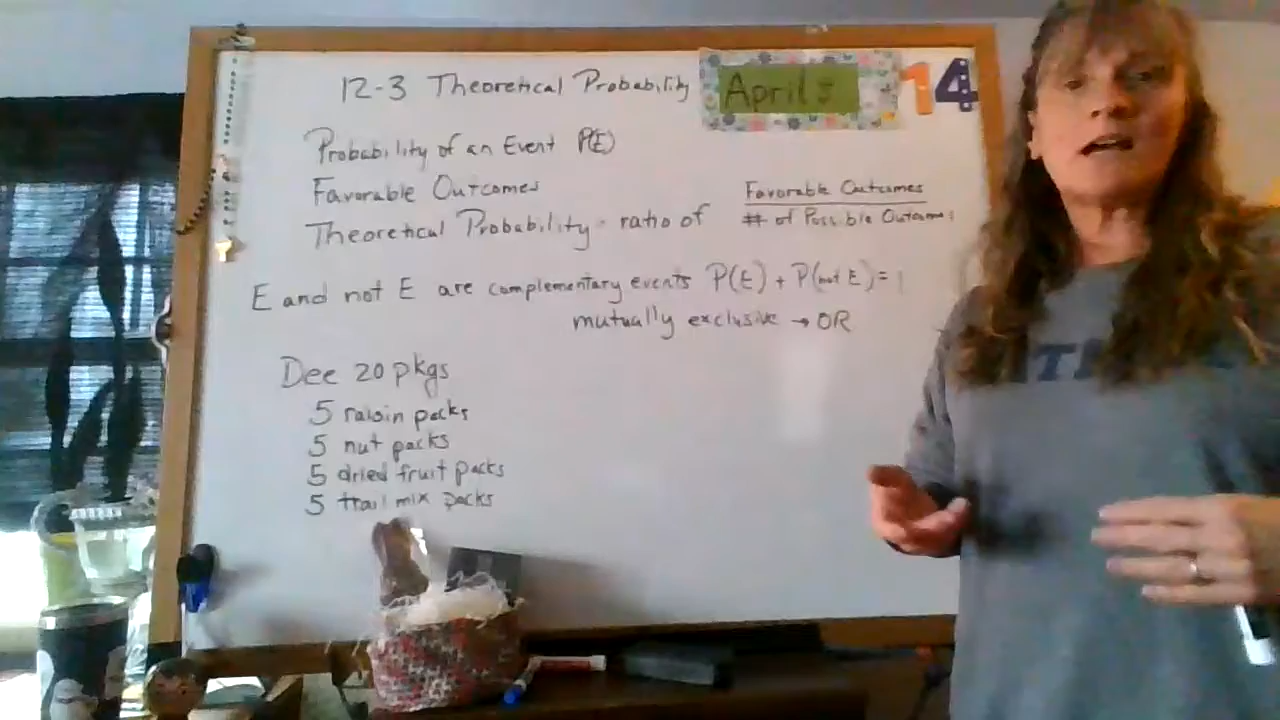 12-3 Theoretical Probability
April 14
Probability of an Event P(E)
Favorable Outcomes
Theoretical Probability - ratio of Favorable Outcomes
# of Possible Outcomes
E and not E are complementary events P(E) + P(not E) = 1
mutually exclusive → OR
Dee 20 pkgs
5 raisin packs
5 nut packs
5 dried fruit packs
5 trail mix packs